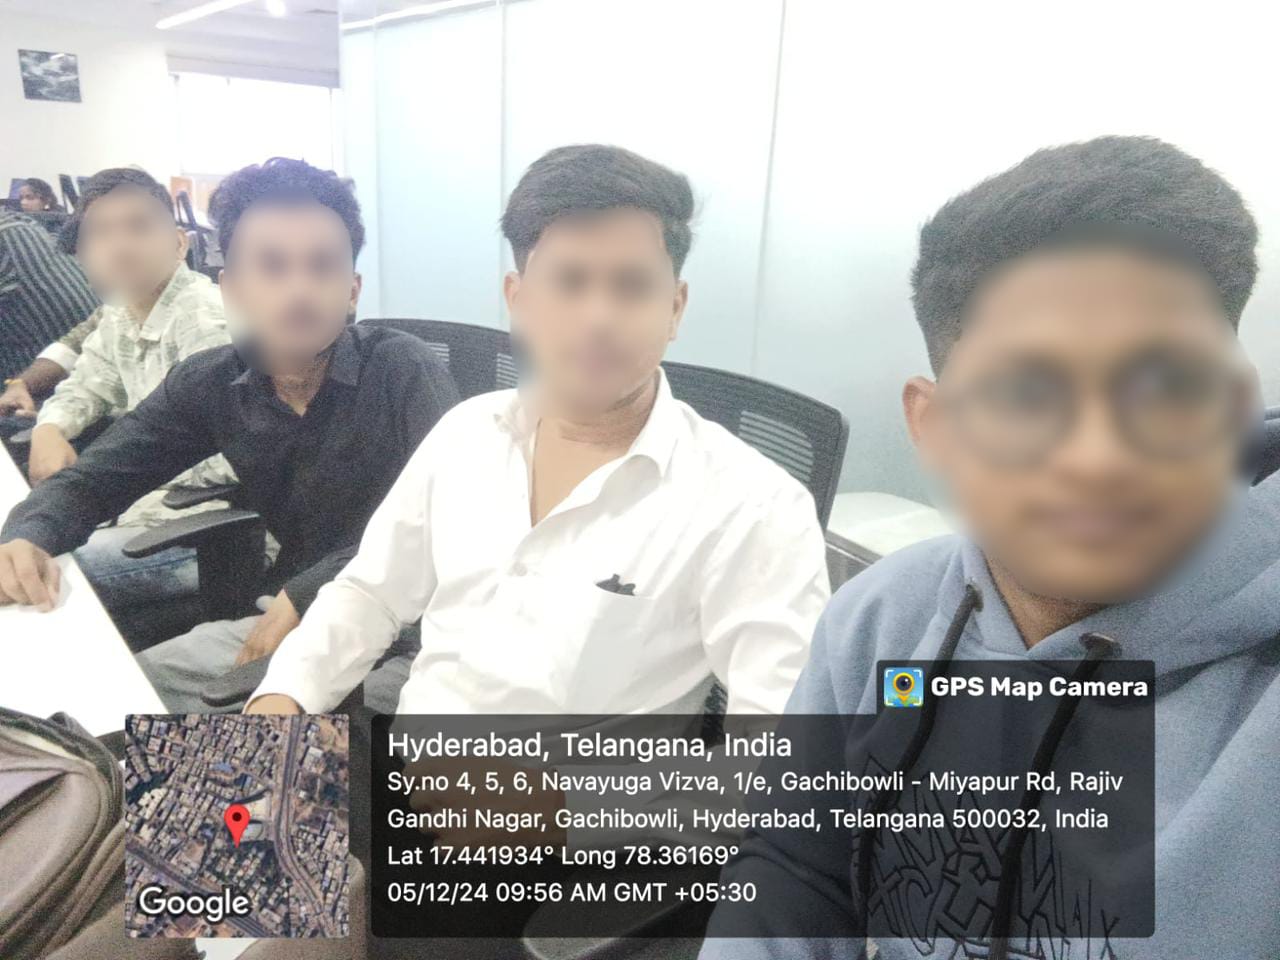 GPS Map Camera
Hyderabad, Telangana, India
Sy.no 4, 5, 6, Navayuga Vizva, 1/e, Gachibowli - Miyapur Rd, Rajiv
Gandhi Nagar, Gachibowli, Hyderabad, Telangana 500032, India
Lat 17.441934° Long 78.36169°
05/12/24 09:56 AM GMT +05:30
Google